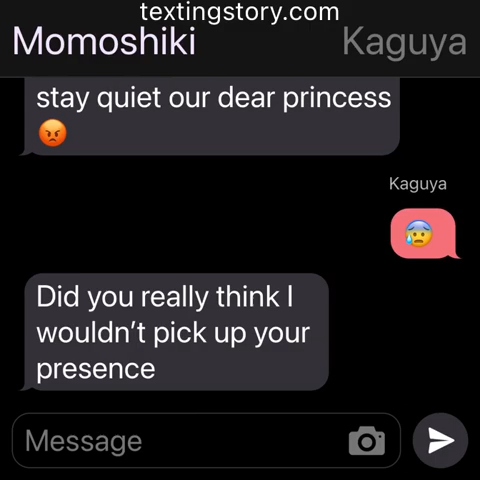 textingstory.com
Momoshiki
Kaguya
stay quiet our dear princess
😡
Kaguya
😰
Did you really think I
wouldn't pick up your
presence
Message